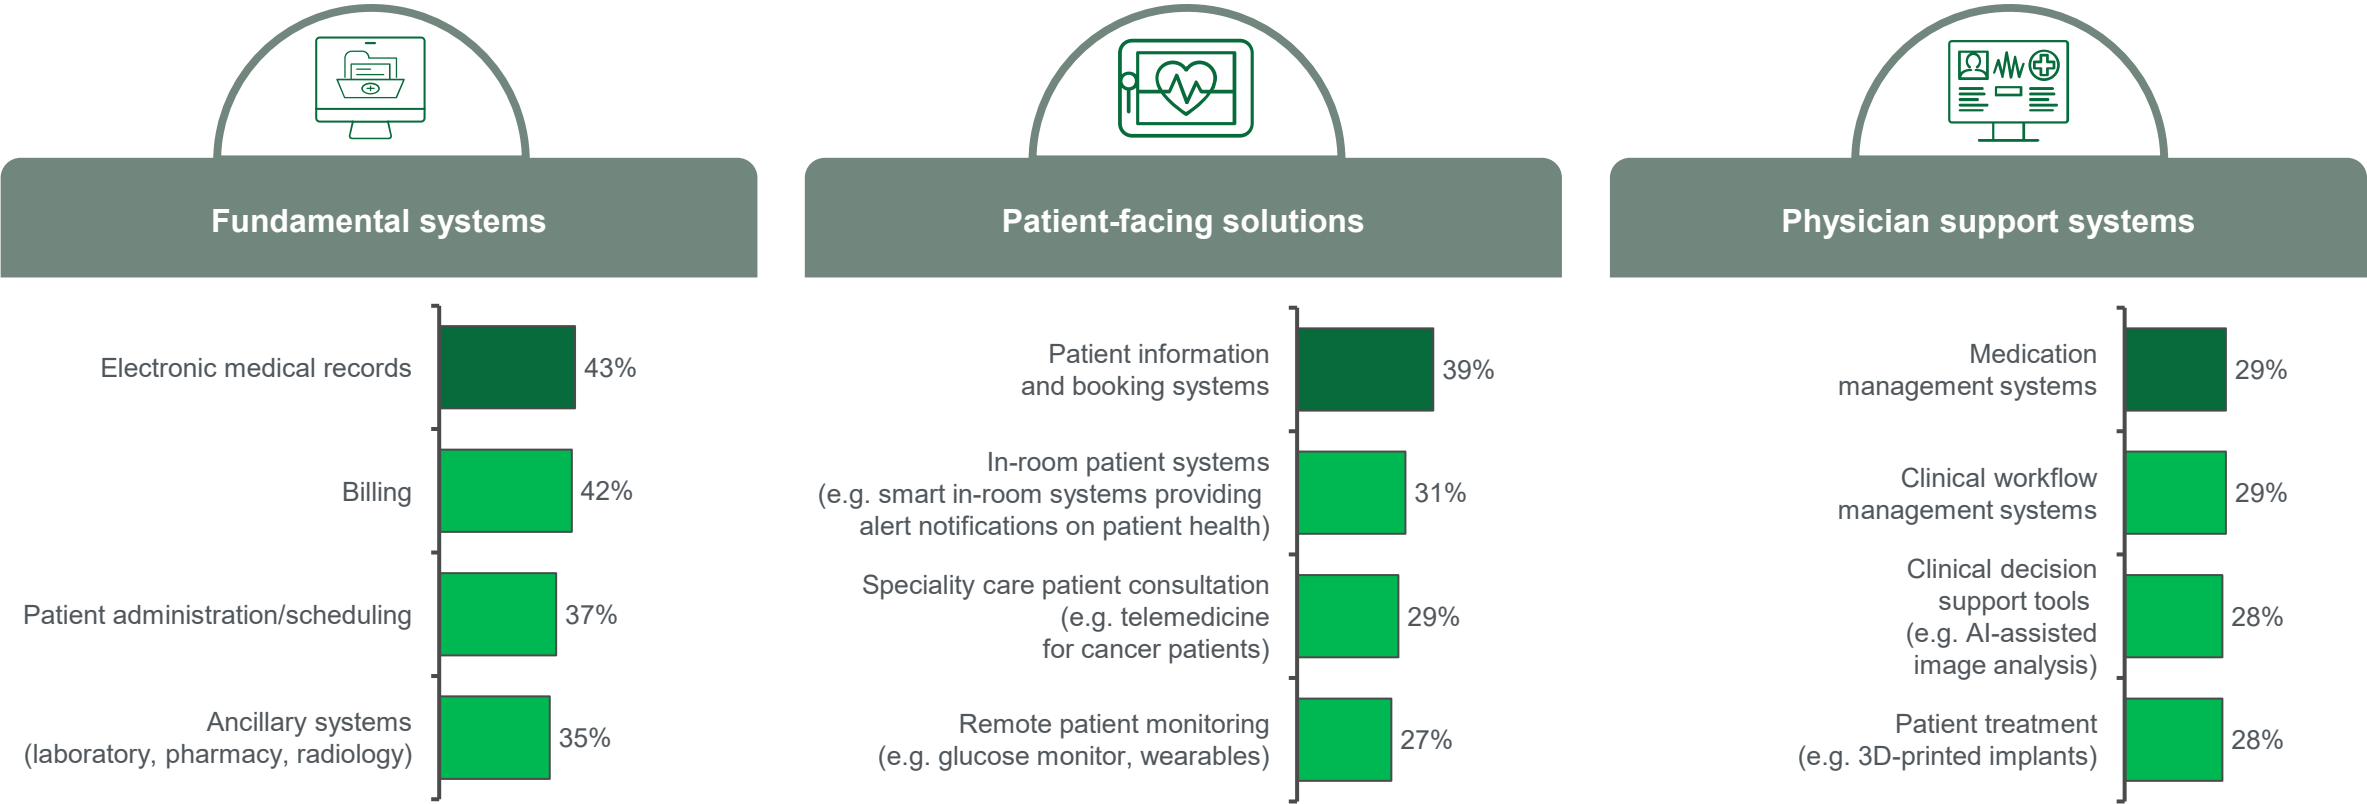 Fundamental systems
Electronic medical records
43%
Billing
42%
Patient administration/scheduling
37%
Ancillary systems
(laboratory, pharmacy, radiology)
35%
Patient-facing solutions
Patient information
and booking systems
39%
In-room patient systems
(e.g. smart in-room systems providing
alert notifications on patient health)
31%
Speciality care patient consultation
(e.g. telemedicine
for cancer patients)
29%
Remote patient monitoring
(e.g. glucose monitor, wearables)
27%
Physician support systems
Medication
management systems
29%
Clinical workflow
management systems
29%
Clinical decision
support tools
(e.g. AI-assisted
image analysis)
28%
Patient treatment
(e.g. 3D-printed implants)
28%